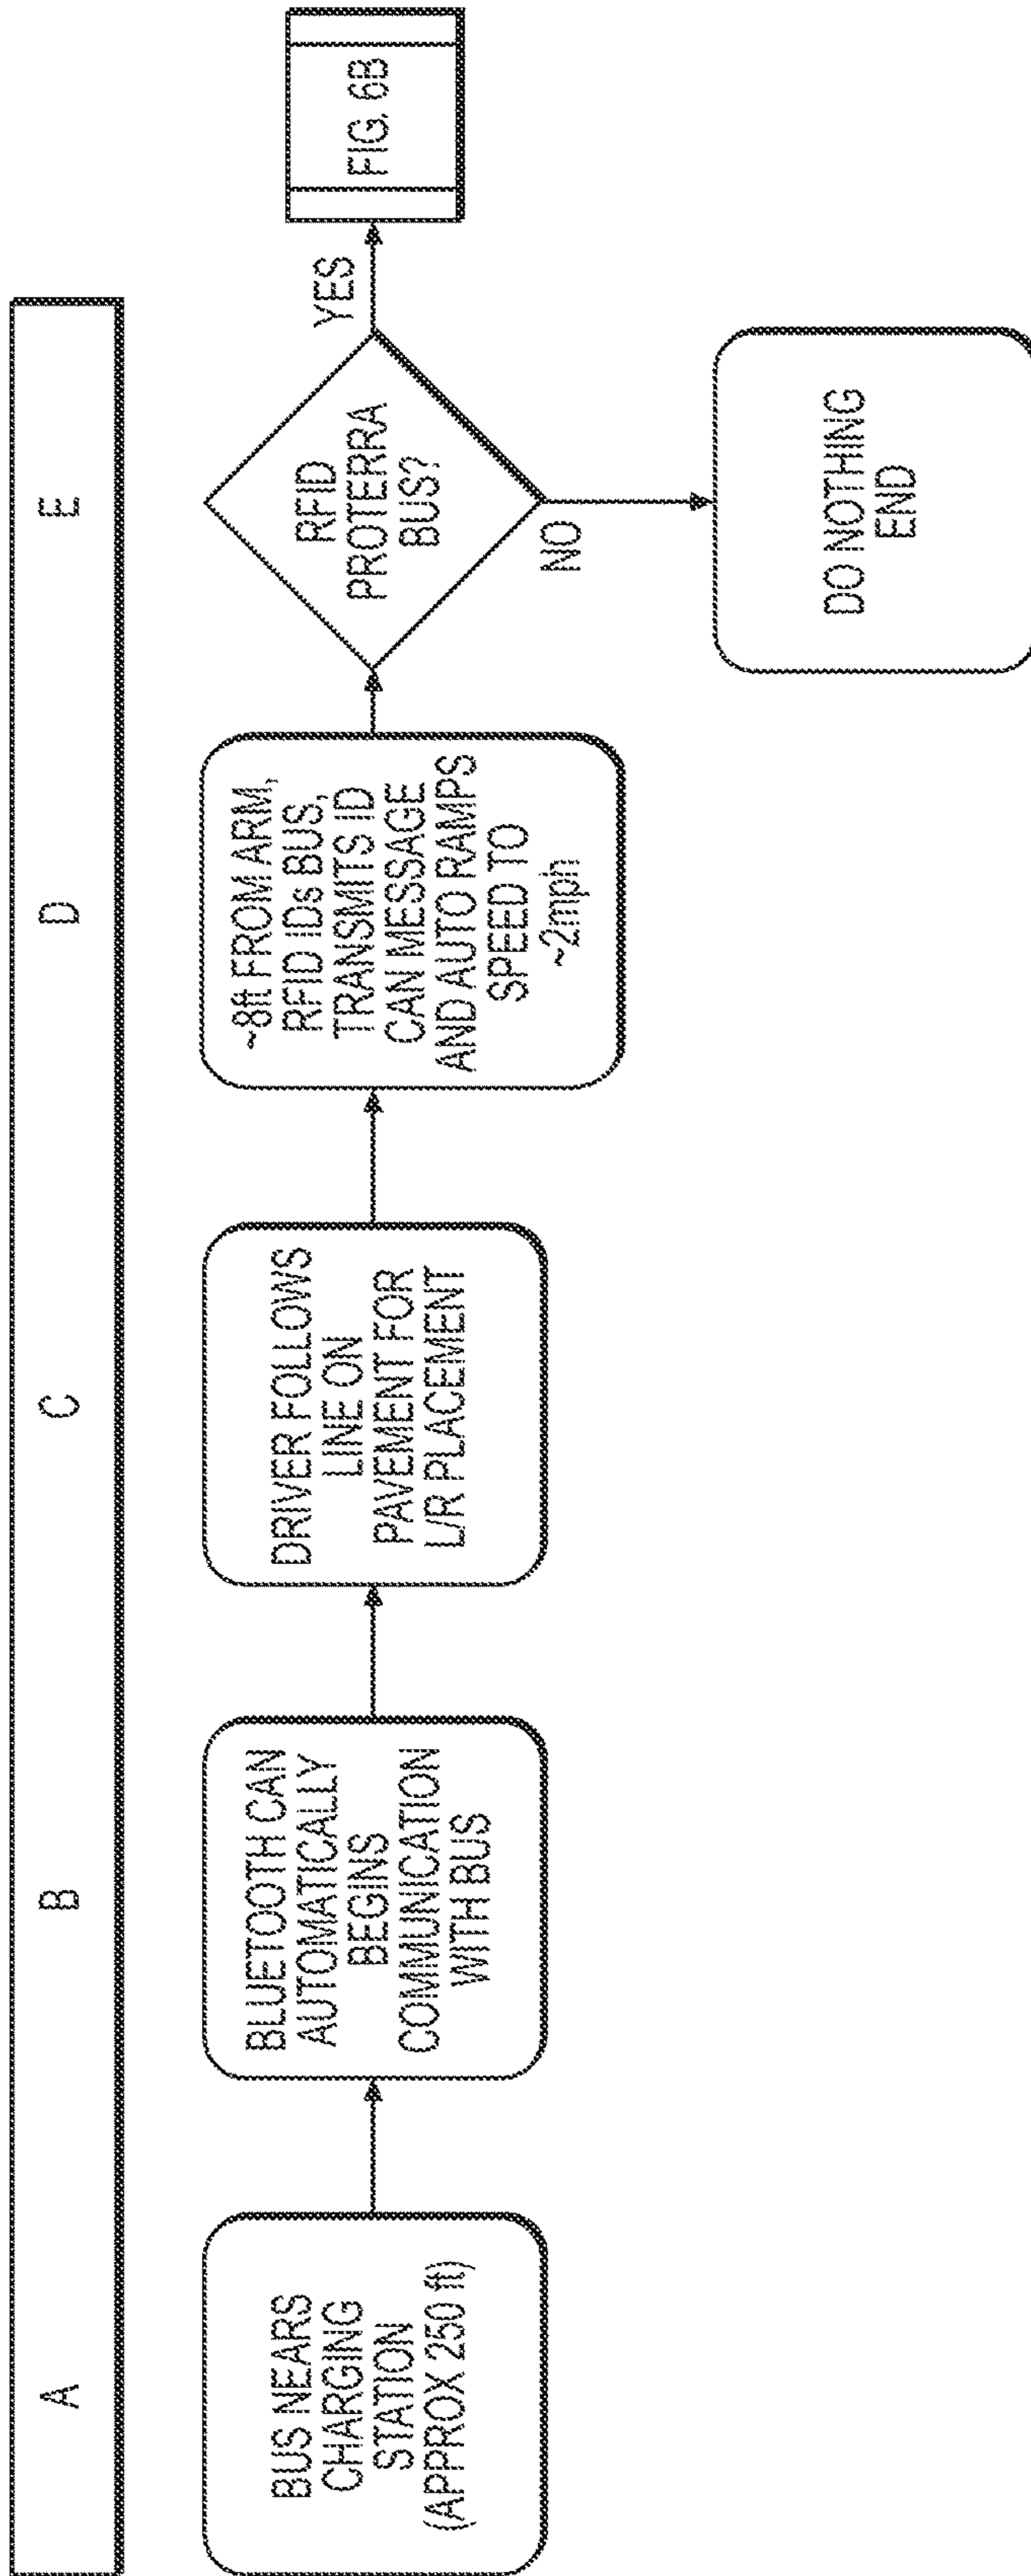 A B C D E
BUS NEARS
CHARGING
STATION
(APPROX 250 ft)
BLUETOOTH CAN
AUTOMATICALLY
BEGINS
COMMUNICATION
WITH BUS
DRIVER FOLLOWS
LINE ON
PAVEMENT FOR
L/R PLACEMENT
~8ft FROM ARM,
RFID IDs BUS,
TRANSMITS ID
CAN MESSAGE
AND AUTO RAMPS
SPEED TO
~2mph
RFID
PROTERRA
BUS?
YES
FIG. 6B
NO
DO NOTHING
END